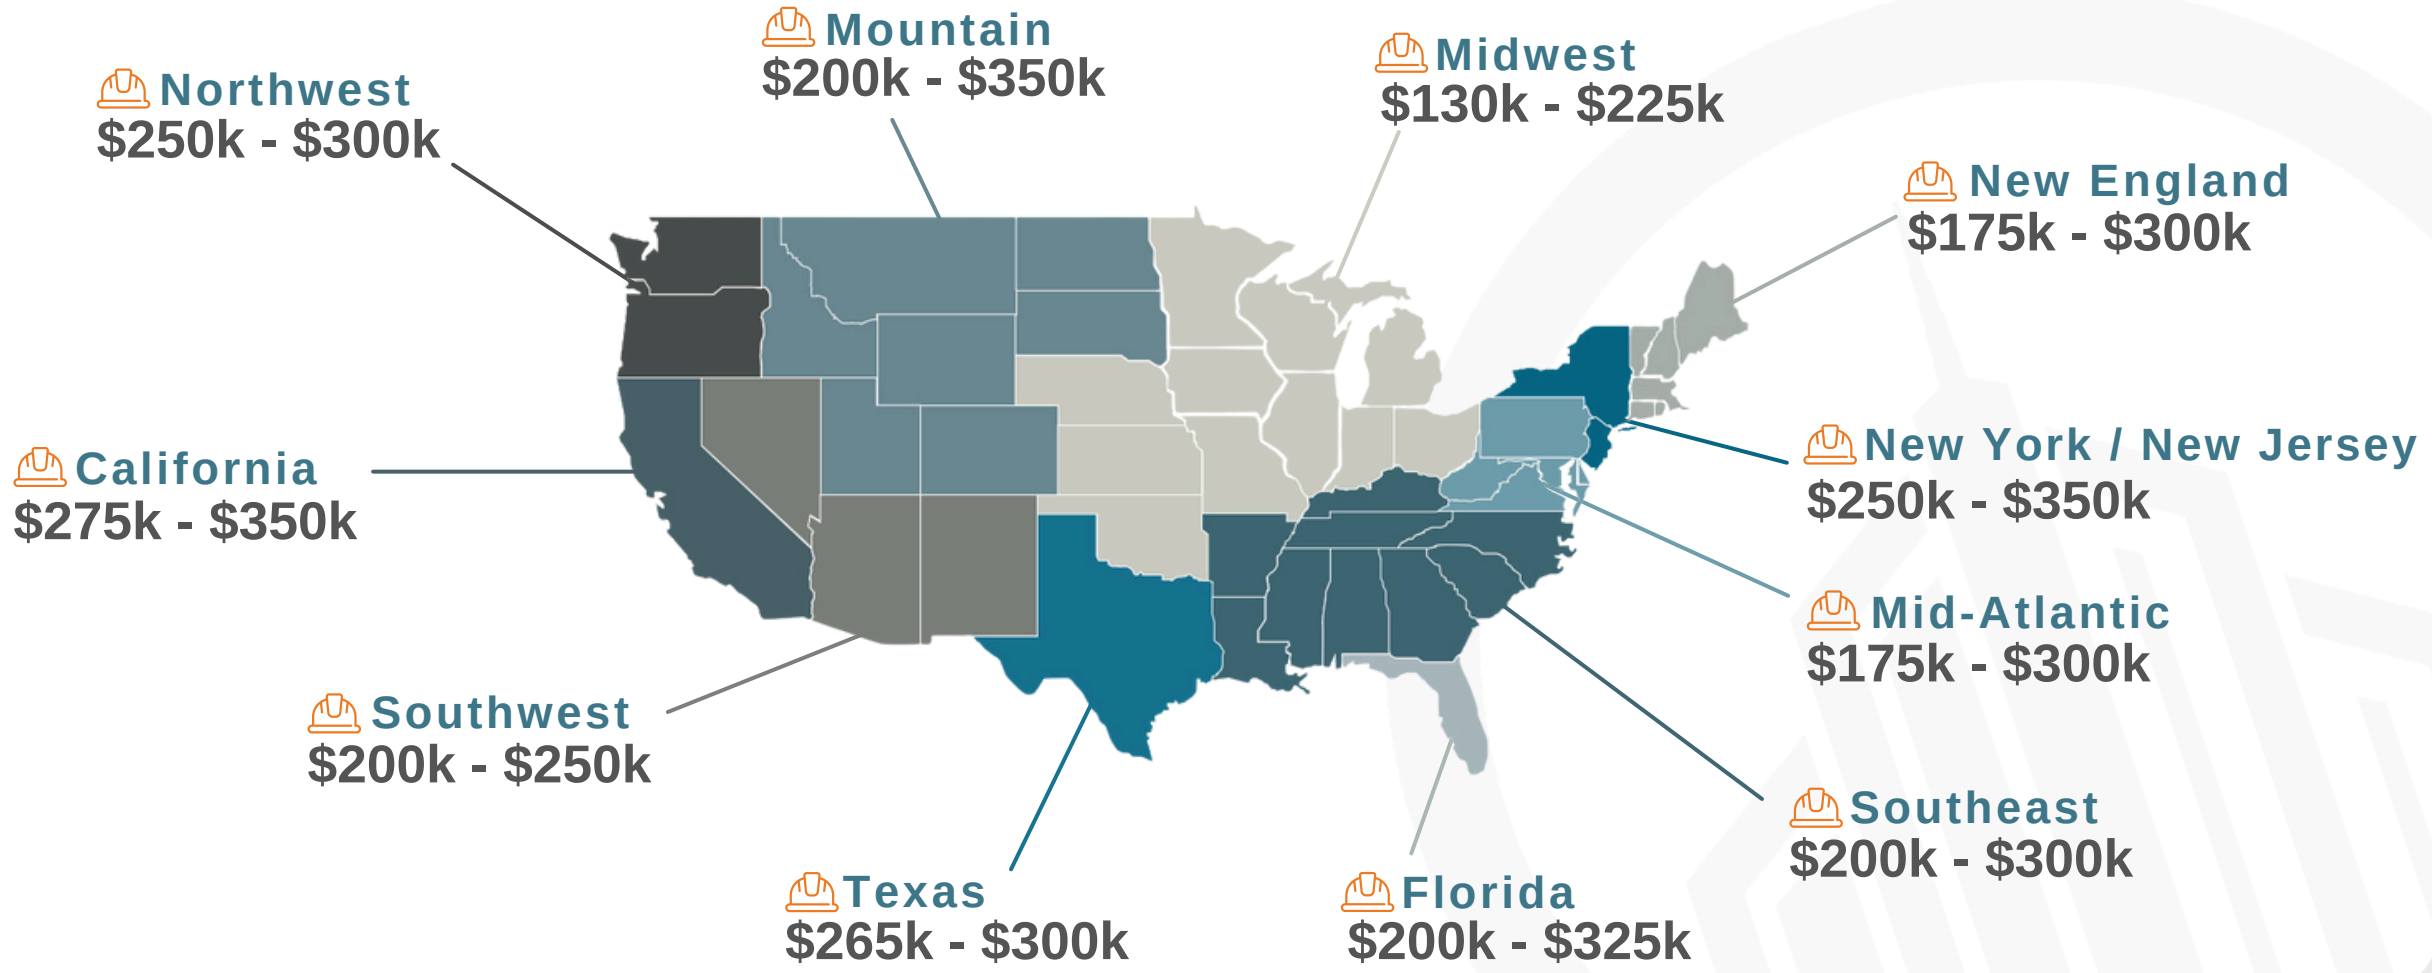 Mountain
$200k - $350k
Midwest
$130k - $225k
Northwest
$250k - $300k
New England
$175k - $300k
California
$275k - $350k
New York / New Jersey
$250k - $350k
Mid-Atlantic
$175k - $300k
Southwest
$200k - $250k
Southeast
$200k - $300k
Texas
$265k - $300k
Florida
$200k - $325k